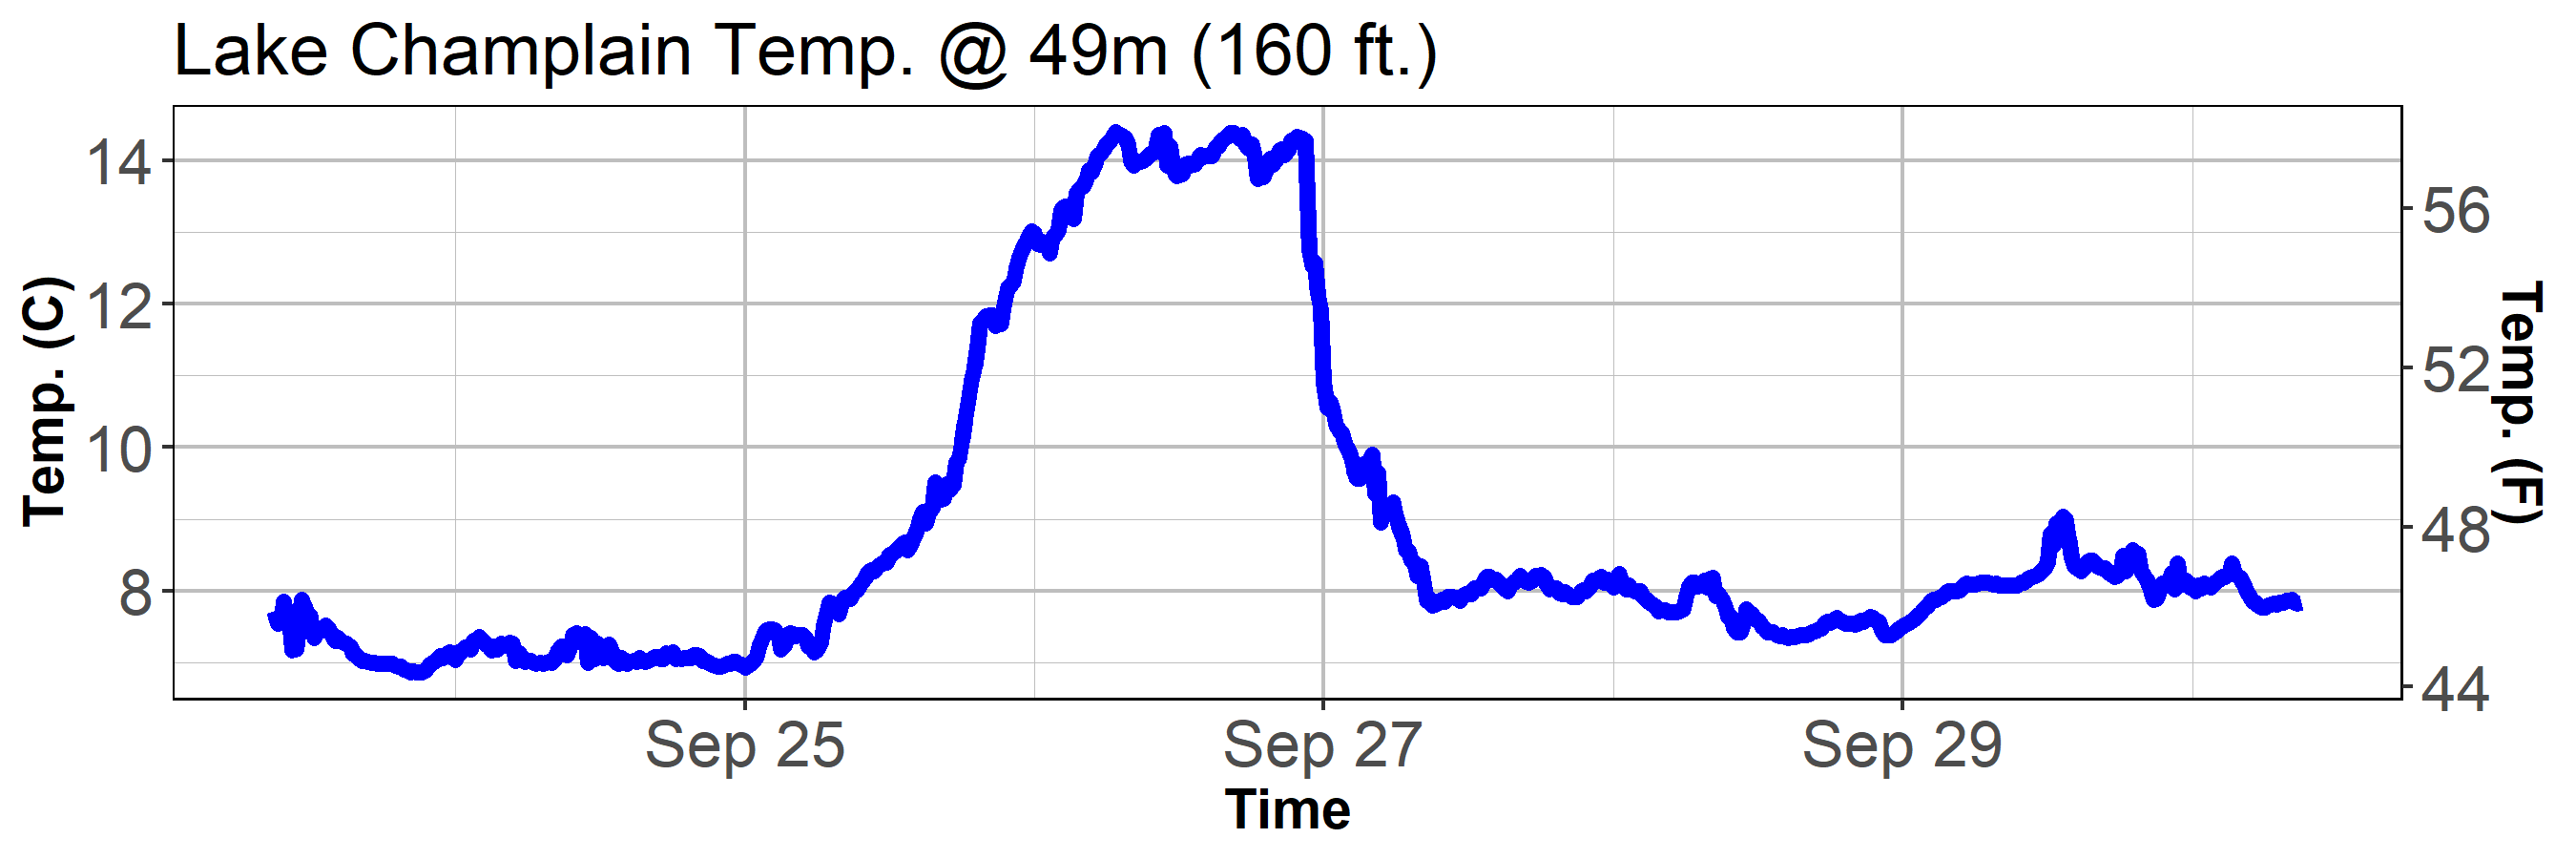 Lake Champlain Temp. @ 49m (160 ft.)
14
12
10
8
Temp. (C)
56
52
48
44
Temp. (F)
Sep 25 Sep 27 Sep 29
Time